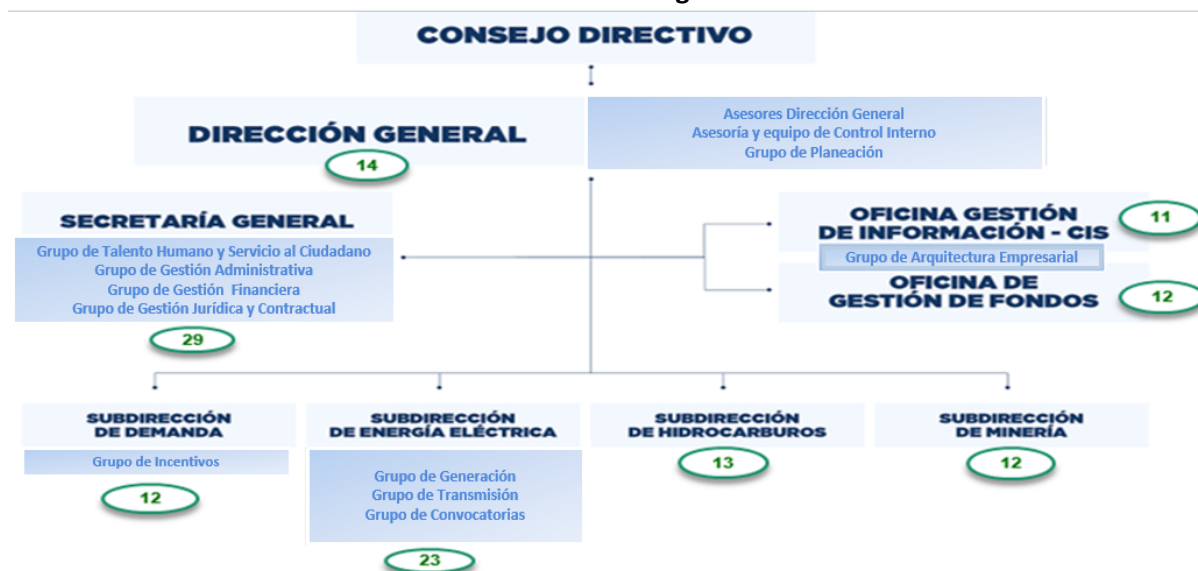 CONSEJO DIRECTIVO
DIRECCIÓN GENERAL
14
Asesores Dirección General
Asesoría y equipo de Control Interno
Grupo de Planeación
SECRETARÍA GENERAL
Grupo de Talento Humano y Servicio al Ciudadano
Grupo de Gestión Administrativa
Grupo de Gestión Financiera
Grupo de Gestión Jurídica y Contractual
29
OFICINA GESTIÓN
DE INFORMACIÓN - CIS
11
Grupo de Arquitectura Empresarial
OFICINA DE
GESTIÓN DE FONDOS
12
SUBDIRECCIÓN
DE DEMANDA
Grupo de Incentivos
12
SUBDIRECCIÓN
DE ENERGÍA ELÉCTRICA
Grupo de Generación
Grupo de Transmisión
Grupo de Convocatorias
23
SUBDIRECCIÓN
DE HIDROCARBUROS
13
SUBDIRECCIÓN
DE MINERÍA
12